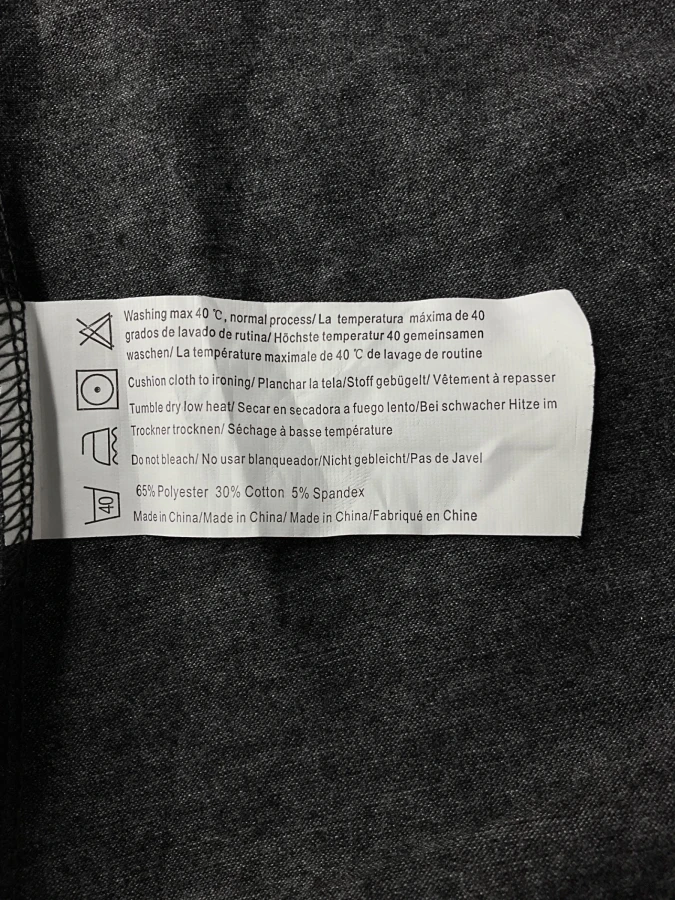 Washing max 40 ℃, normal process/ La temperatura máxima de 40
grados de lavado de rutina/ Höchste temperatur 40 gemeinsamen
waschen/ La température maximale de 40 ℃ de lavage de routine
Cushion cloth to ironing/ Planchar la tela/Stoff gebügelt/ Vêtement à repasser
Tumble dry low heat/ Secar en secadora a fuego lento/Bei schwacher Hitze im
Trockner trocknen/ Séchage à basse température
Do not bleach/ No usar blanqueador/Nicht gebleicht/Pas de Javel
40
65% Polyester 30% Cotton 5% Spandex
Made in China/Made in China/ Made in China/Fabriqué en Chine